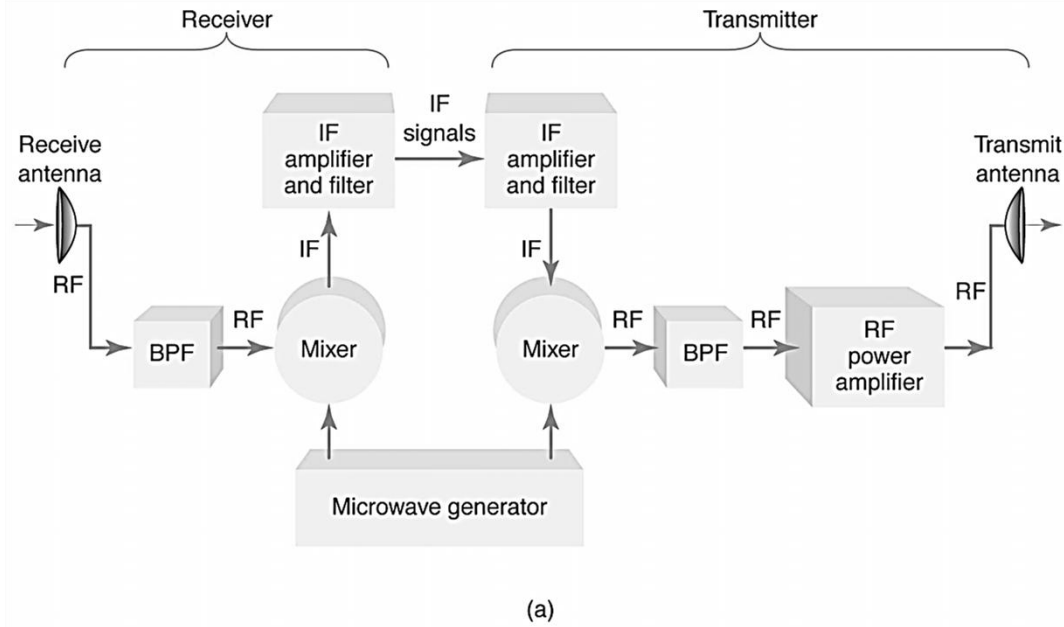 Receiver
Transmitter
Receive
antenna
RF
BPF
RF
Mixer
IF
IF
amplifier
and filter
IF
signals
IF
amplifier
and filter
IF
Mixer
RF
BPF
RF
RF
power
amplifier
RF
Transmit
antenna
Microwave generator
(a)